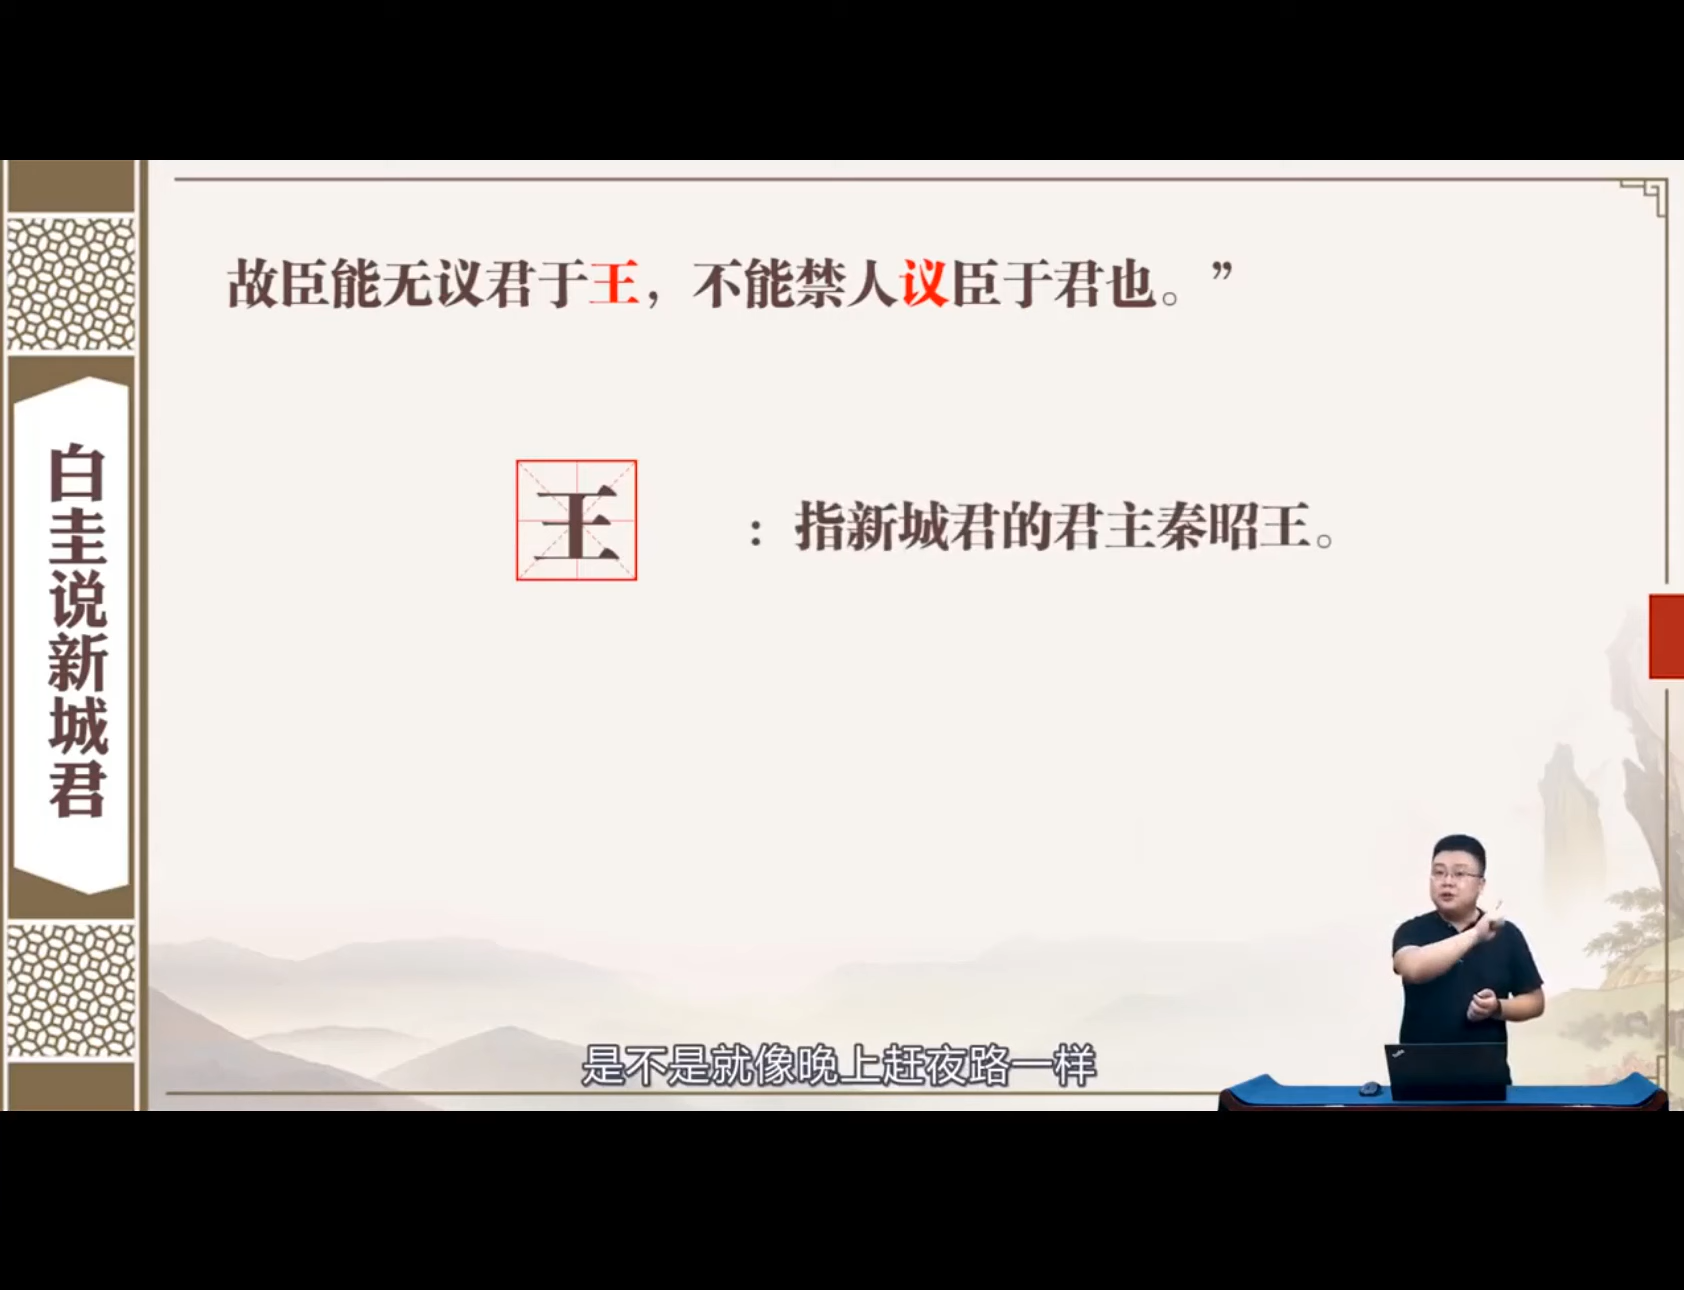 故臣能无议君于王，不能禁人议臣于君也。”
王
：指新城君的君主秦昭王。
白圭说新城君
是不是就像晚上赶夜路一样